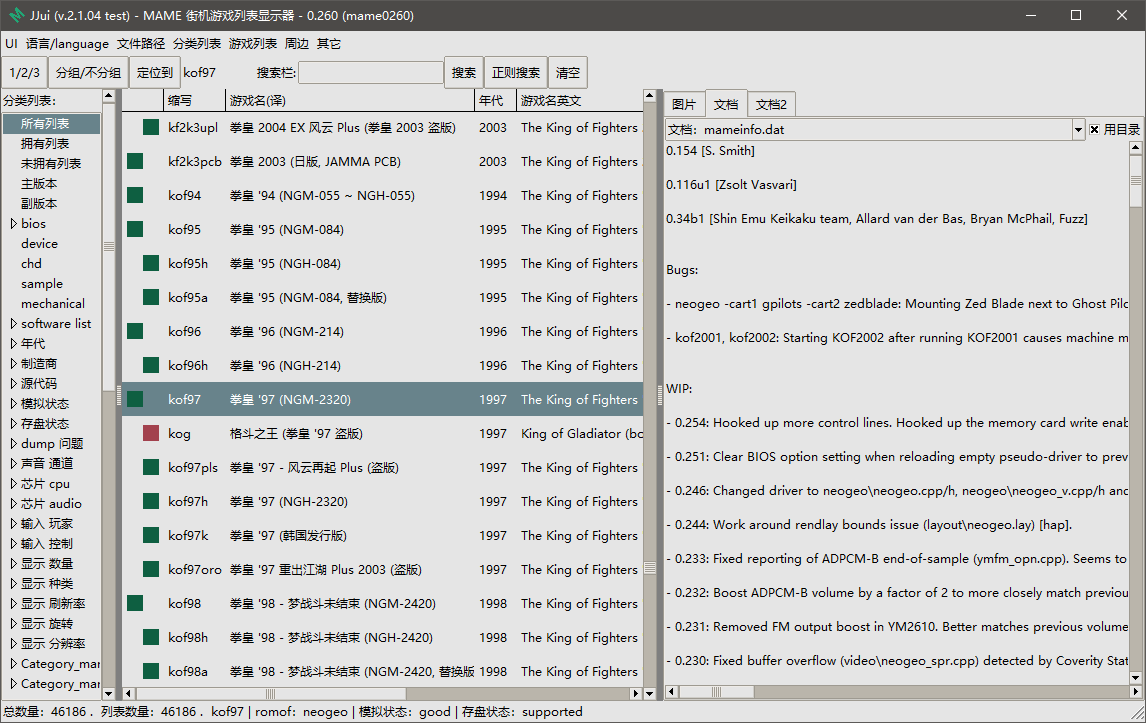 JJui (v.2.1.04 test) - MAME 街机游戏列表显示器 - 0.260 (mame0260)
UI 语言/language 文件路径 分类列表 游戏列表 周边 其它
1/2/3 分组/不分组 定位到 kof97 搜索栏: 搜索 正则搜索 清空
分类列表:
所有列表
拥有列表
未拥有列表
主版本
副版本
bios
device
chd
sample
mechanical
software list
年代
制造商
源代码
模拟状态
存盘状态
dump 问题
声音 通道
芯片 cpu
芯片 audio
输入 玩家
输入 控制
显示 数量
显示 种类
显示 刷新率
显示 旋转
显示 分辨率
Category_mar
Category_mar
缩写 游戏名(译) 年代 游戏名英文
kf2k3upl 拳皇 2004 EX 风云 Plus (拳皇 2003 盗版) 2003 The King of Fighters
kf2k3pcb 拳皇 2003 (日版, JAMMA PCB) 2003 The King of Fighters
kof94 拳皇 '94 (NGM-055 ~ NGH-055) 1994 The King of Fighters
kof95 拳皇 '95 (NGM-084) 1995 The King of Fighters
kof95h 拳皇 '95 (NGH-084) 1995 The King of Fighters
kof95a 拳皇 '95 (NGM-084, 替换版) 1995 The King of Fighters
kof96 拳皇 '96 (NGM-214) 1996 The King of Fighters
kof96h 拳皇 '96 (NGH-214) 1996 The King of Fighters
kof97 拳皇 '97 (NGM-2320) 1997 The King of Fighters
kog 格斗之王 (拳皇 '97 盗版) 1997 King of Gladiator (bo
kof97pls 拳皇 '97 - 风云再起 Plus (盗版) 1997 The King of Fighters
kof97h 拳皇 '97 (NGH-2320) 1997 The King of Fighters
kof97k 拳皇 '97 (韩国发行版) 1997 The King of Fighters
kof97oro 拳皇 '97 重出江湖 Plus 2003 (盗版) 1997 The King of Fighters
kof98 拳皇 '98 - 梦战斗未结束 (NGM-2420) 1998 The King of Fighters
kof98h 拳皇 '98 - 梦战斗未结束 (NGH-2420) 1998 The King of Fighters
kof98a 拳皇 '98 - 梦战斗未结束 (NGM-2420, 替换版 1998 The King of Fighters
图片 文档 文档2
文档: mameinfo.dat 用目录
0.154 [S. Smith]
0.116u1 [Zsolt Vasvari]
0.34b1 [Shin Emu Keikaku team, Allard van der Bas, Bryan McPhail, Fuzz]
Bugs:
- neogeo -cart1 gpilots -cart2 zedblade: Mounting Zed Blade next to Ghost Pilo
- kof2001, kof2002: Starting KOF2002 after running KOF2001 causes machine m
WIP:
- 0.254: Hooked up more control lines. Hooked up the memory card write enab
- 0.251: Clear BIOS option setting when reloading empty pseudo-driver to prev
- 0.246: Changed driver to neogeo\neogeo.cpp/h, neogeo\neogeo_v.cpp/h and
- 0.244: Work around rendlay bounds issue (layout\neogeo.lay) [hap].
- 0.233: Fixed reporting of ADPCM-B end-of-sample (ymfm_opn.cpp). Seems to
- 0.232: Boost ADPCM-B volume by a factor of 2 to more closely match previou
- 0.231: Removed FM output boost in YM2610. Better matches previous volume
- 0.230: Fixed buffer overflow (video\neogeo_spr.cpp) detected by Coverity Stat
总数量: 46186 . 列表数量: 46186 . kof97 | romof: neogeo | 模拟状态: good | 存盘状态: supported